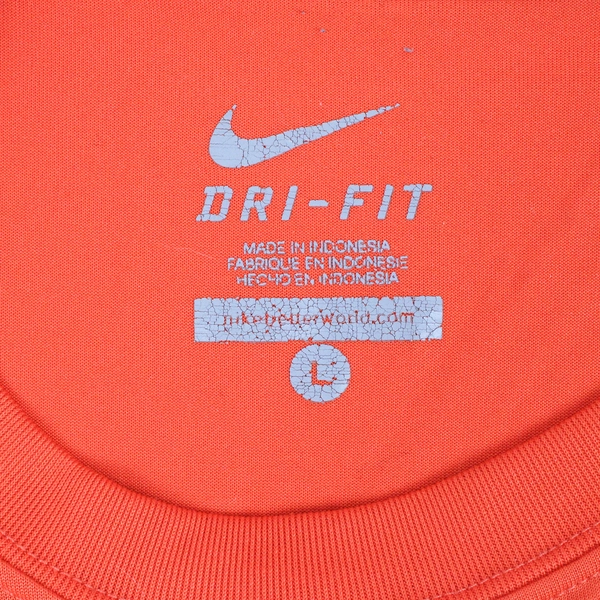 DRI-FIT
MADE IN INDONESIA
FABRIQUE EN INDONESIE
HECHO EN INDONESIA
nikebetterworld.com
L